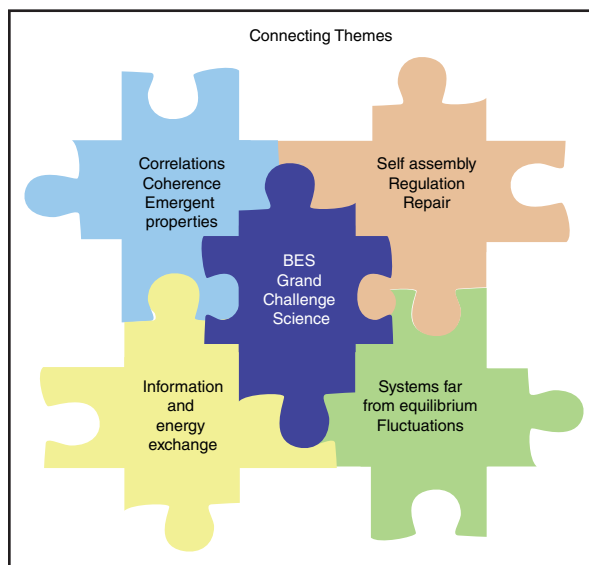 Connecting Themes
Correlations
Coherence
Emergent
properties
Self assembly
Regulation
Repair
BES
Grand
Challenge
Science
Information
and
energy
exchange
Systems far
from equilibrium
Fluctuations